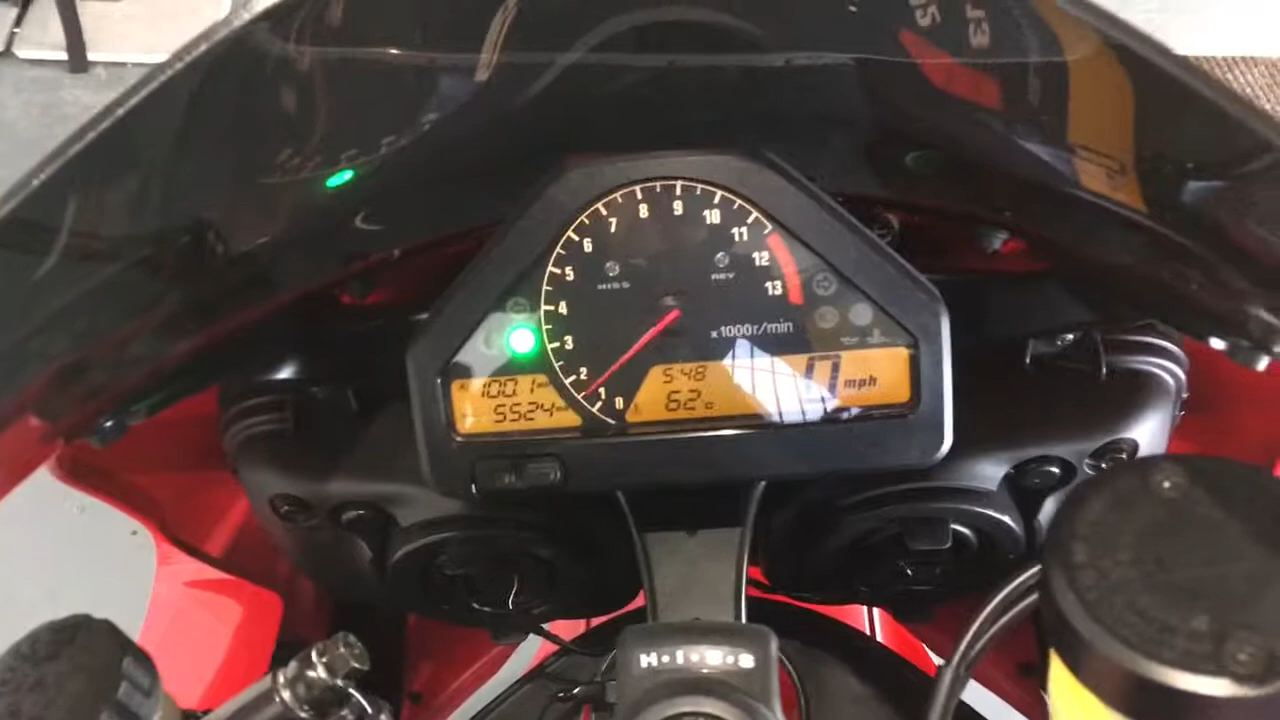 7 8 9 10 11 12 13
6 5 4 3 2 1 0
HISS
REV
x1000r/min
100.1
5524
5:48
62°c
0 mph
H•I•S•S